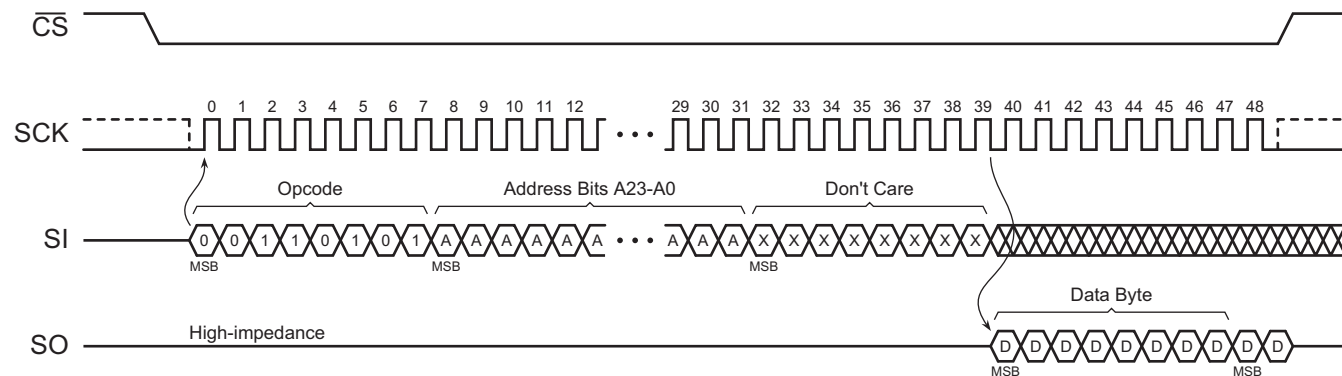 CS
0 1 2 3 4 5 6 7 8 9 10 11 12 29 30 31 32 33 34 35 36 37 38 39 40 41 42 43 44 45 46 47 48
SCK
Opcode Address Bits A23-A0 Don't Care
SI 0 0 1 1 0 1 0 1 A A A A A A A A A X X X X X X X X
MSB MSB MSB
Data Byte
High-impedance
SO D D D D D D D D D D
MSB MSB